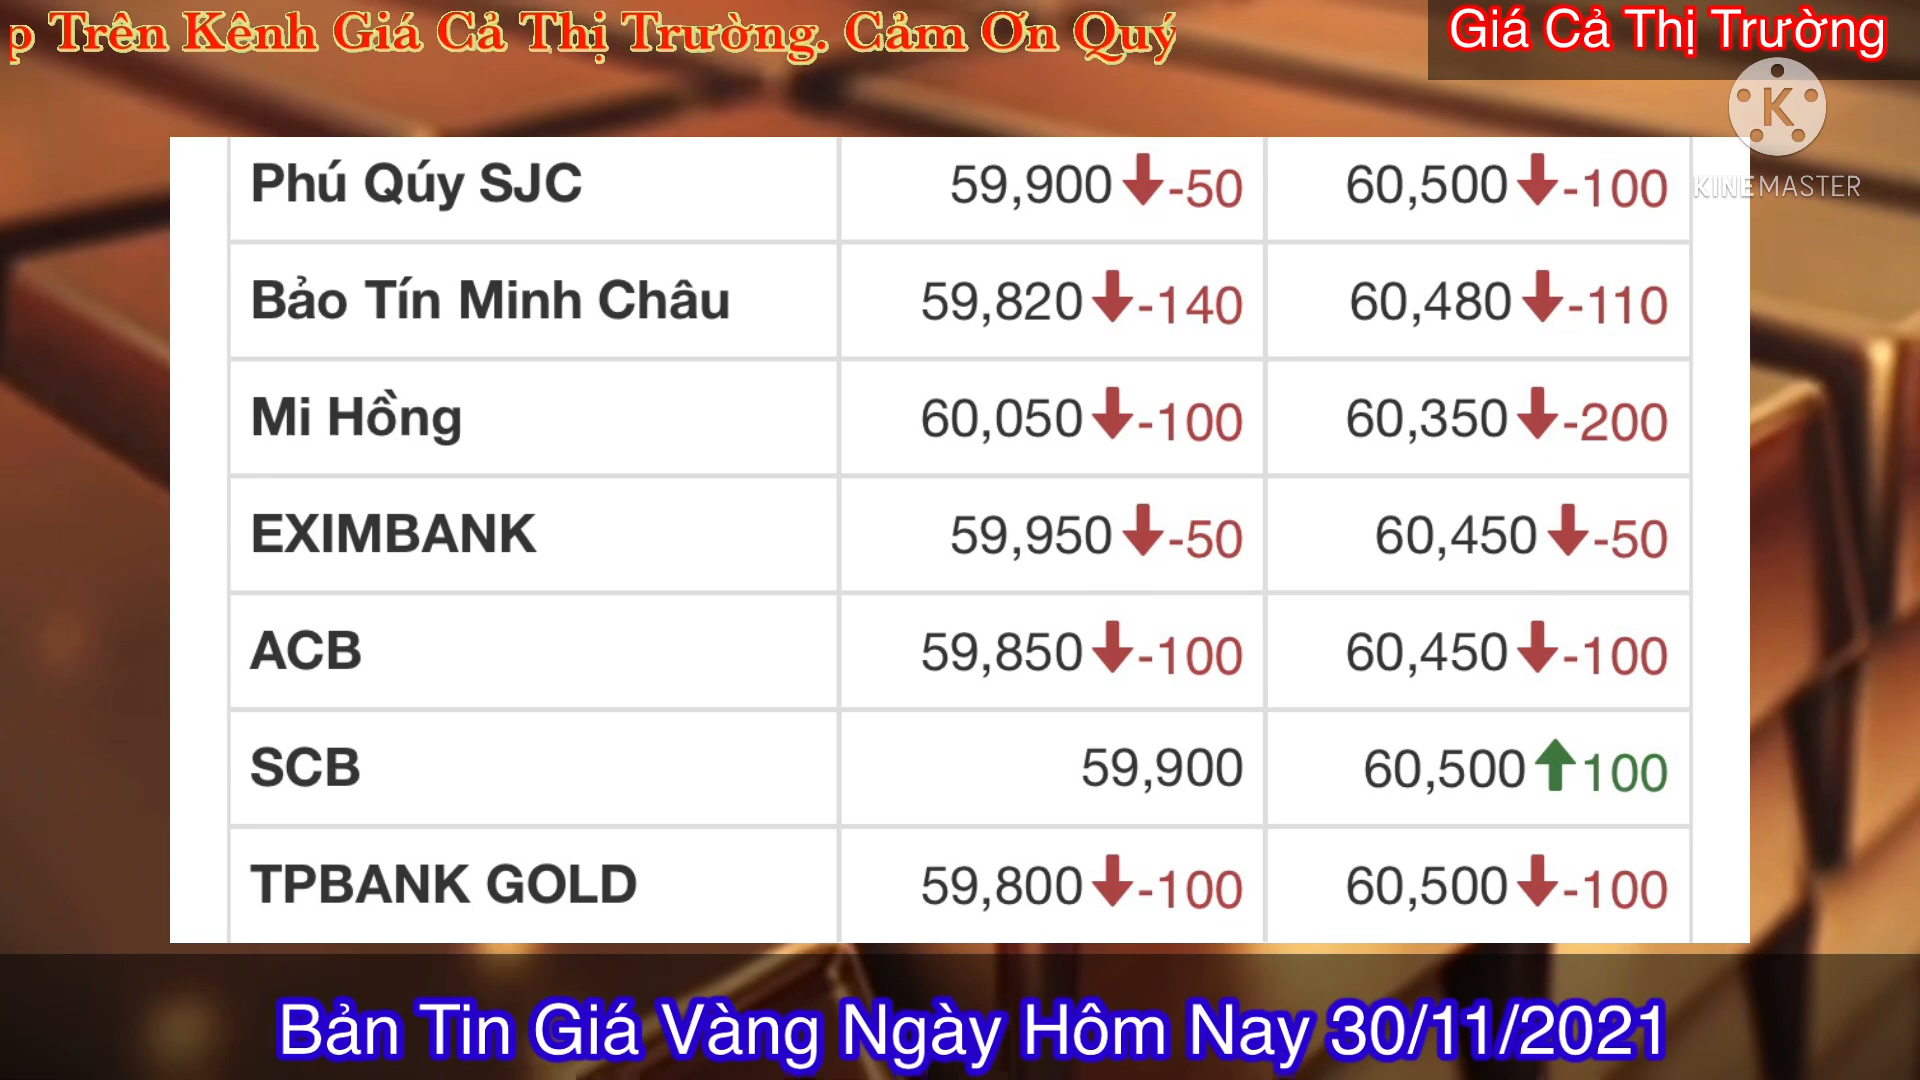 p Trên Kênh Giá Cả Thị Trường. Cảm Ơn Quý
Giá Cả Thị Trường
K
KINEMASTER
Phú Qúy SJC 59,900 -50 60,500 -100
Bảo Tín Minh Châu 59,820 -140 60,480 -110
Mi Hồng 60,050 -100 60,350 -200
EXIMBANK 59,950 -50 60,450 -50
ACB 59,850 -100 60,450 -100
SCB 59,900 60,500 100
TPBANK GOLD 59,800 -100 60,500 -100
Bản Tin Giá Vàng Ngày Hôm Nay 30/11/2021